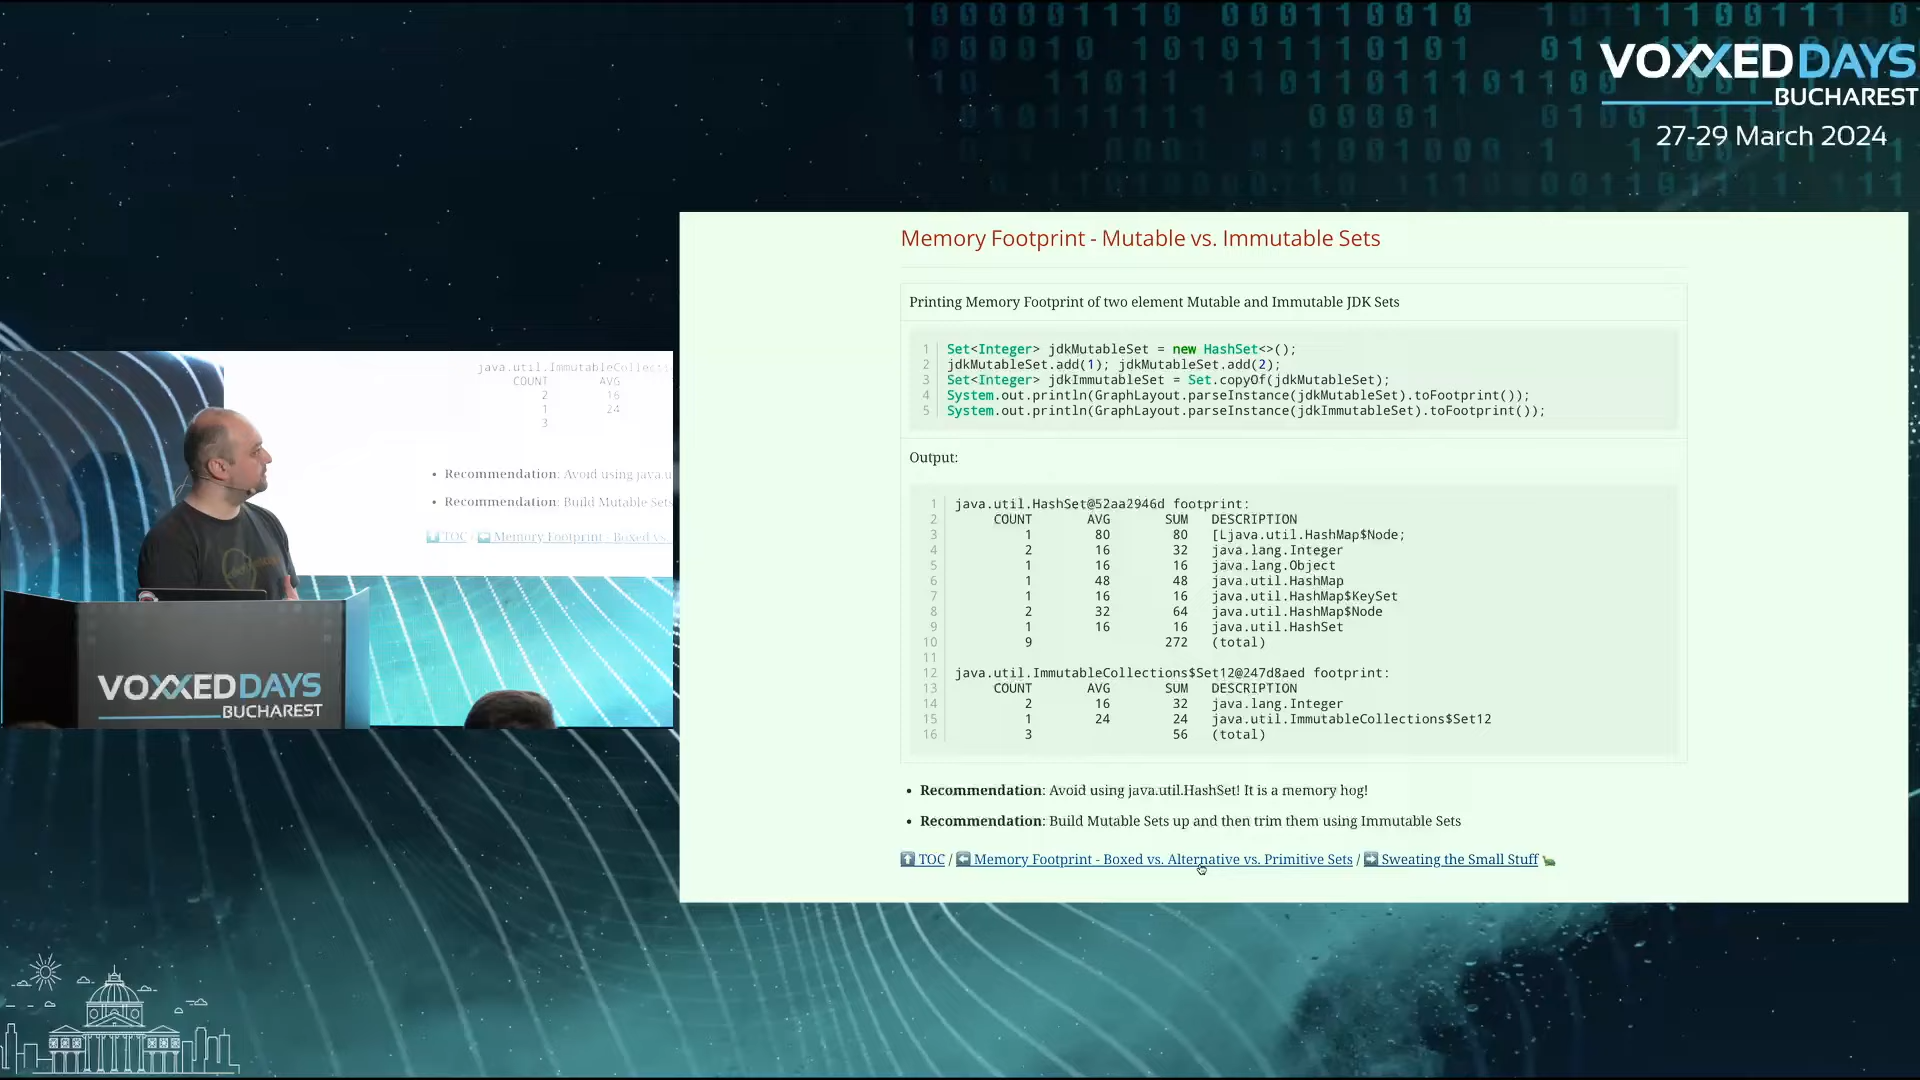 VOXXED DAYS
BUCHAREST
27-29 March 2024
Memory Footprint - Mutable vs. Immutable Sets
Printing Memory Footprint of two element Mutable and Immutable JDK Sets
1 Set<Integer> jdkMutableSet = new HashSet<>();
2 jdkMutableSet.add(1); jdkMutableSet.add(2);
3 Set<Integer> jdkImmutableSet = Set.copyOf(jdkMutableSet);
4 System.out.println(GraphLayout.parseInstance(jdkMutableSet).toFootprint());
5 System.out.println(GraphLayout.parseInstance(jdkImmutableSet).toFootprint());
Output:
1 java.util.HashSet@52aa2946d footprint:
2 COUNT AVG SUM DESCRIPTION
3 1 80 80 [Ljava.util.HashMap$Node;
4 2 16 32 java.lang.Integer
5 1 16 16 java.lang.Object
6 1 48 48 java.util.HashMap
7 1 16 16 java.util.HashMap$KeySet
8 2 32 64 java.util.HashMap$Node
9 1 16 16 java.util.HashSet
10 9 272 (total)
11
12 java.util.ImmutableCollections$Set12@247d8aed footprint:
13 COUNT AVG SUM DESCRIPTION
14 2 16 32 java.lang.Integer
15 1 24 24 java.util.ImmutableCollections$Set12
16 3 56 (total)
• Recommendation: Avoid using java.util.HashSet! It is a memory hog!
• Recommendation: Build Mutable Sets up and then trim them using Immutable Sets
TOC / Memory Footprint - Boxed vs. Alternative vs. Primitive Sets / Sweating the Small Stuff
java.util.ImmutableCollecti
COUNT AVG
2 16
1 24
3
• Recommendation: Avoid using java.u
• Recommendation: Build Mutable Sets
TOC / Memory Footprint - Boxed vs.
VOXXED DAYS
BUCHAREST